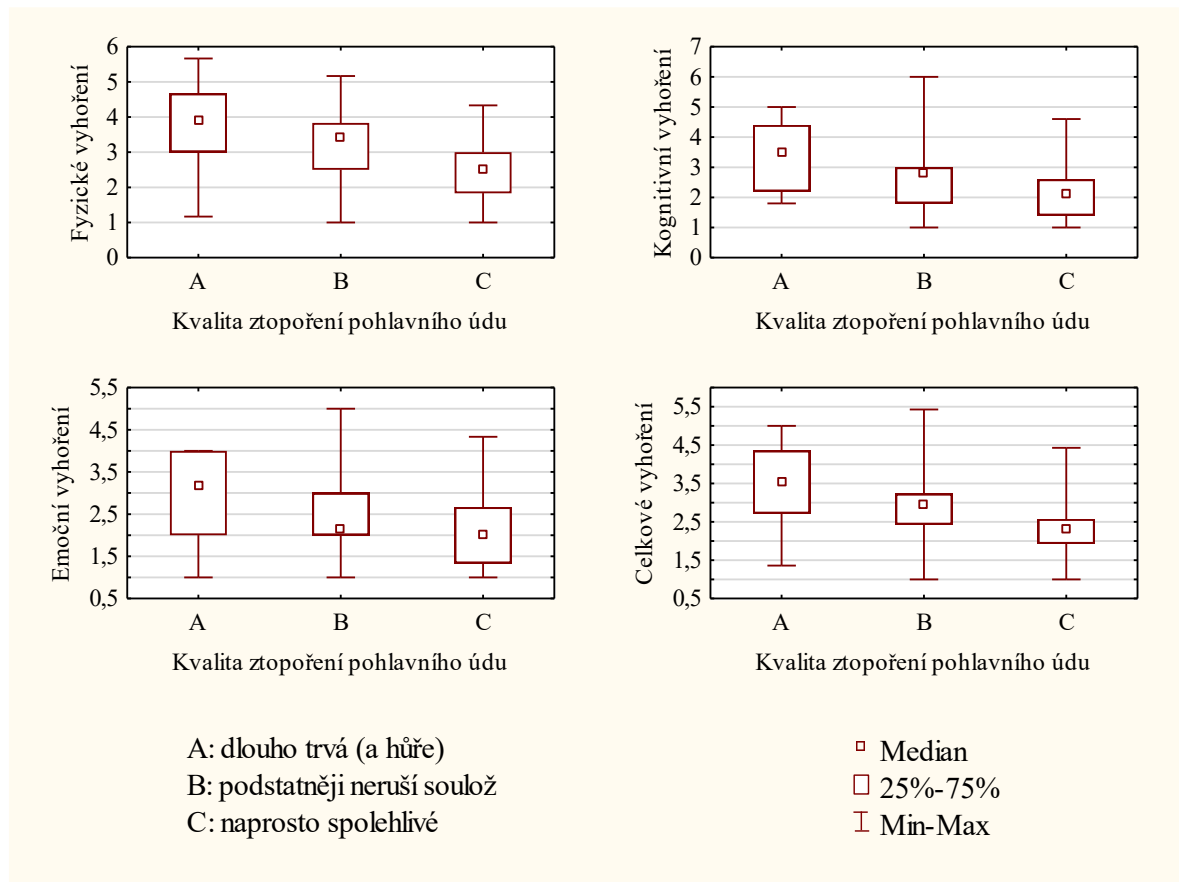 6
5
4
3
2
1
0
Fyzické vyhoření
A B C
Kvalita ztopoření pohlavního údu
7
6
5
4
3
2
1
0
Kognitivní vyhoření
A B C
Kvalita ztopoření pohlavního údu
5,5
4,5
3,5
2,5
1,5
0,5
Emoční vyhoření
A B C
Kvalita ztopoření pohlavního údu
5,5
4,5
3,5
2,5
1,5
0,5
Celkové vyhoření
A B C
Kvalita ztopoření pohlavního údu
A: dlouho trvá (a hůře)
B: podstatněji neruší soulož
C: naprosto spolehlivé
Median
25%-75%
Min-Max